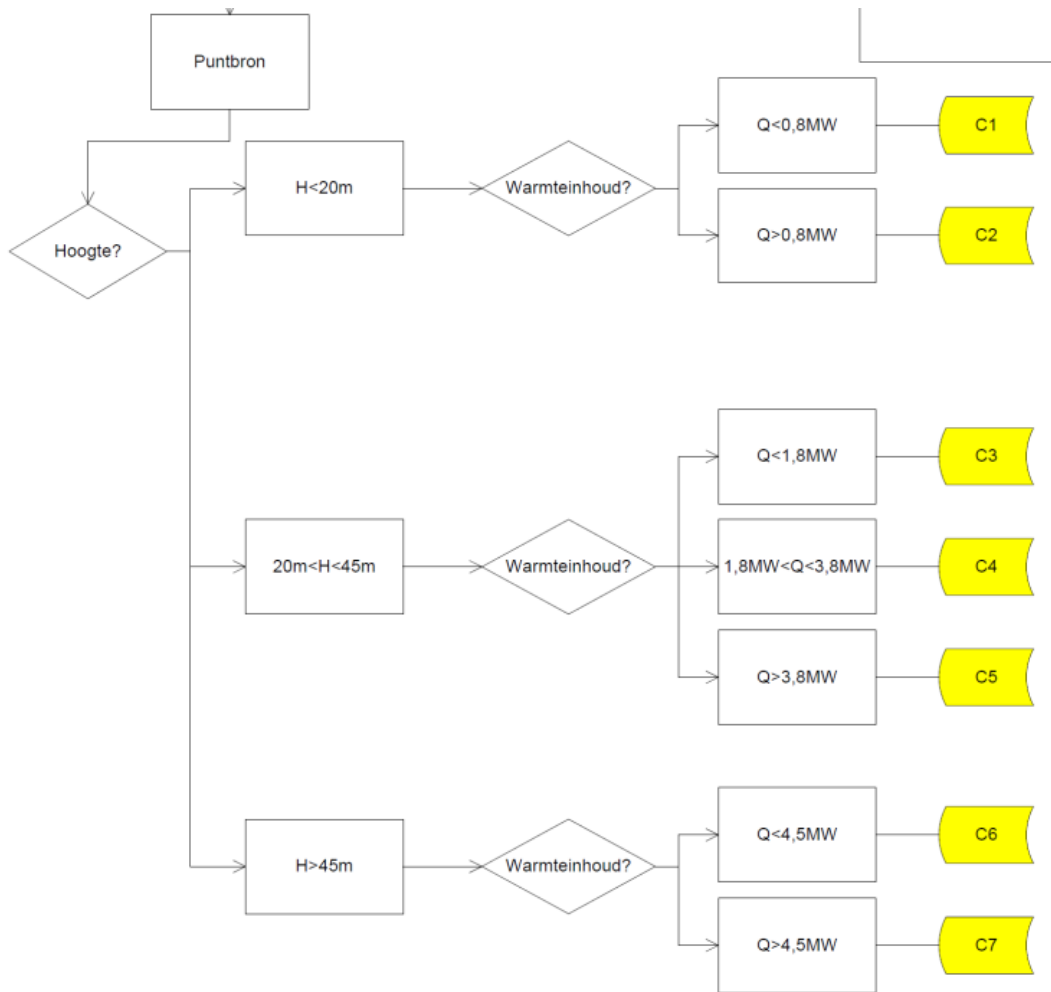 Puntbron
Hoogte?
H<20m
Warmteinhoud?
Q<0,8MW
C1
Q>0,8MW
C2
20m<H<45m
Warmteinhoud?
Q<1,8MW
C3
1,8MW<Q<3,8MW
C4
Q>3,8MW
C5
H>45m
Warmteinhoud?
Q<4,5MW
C6
Q>4,5MW
C7